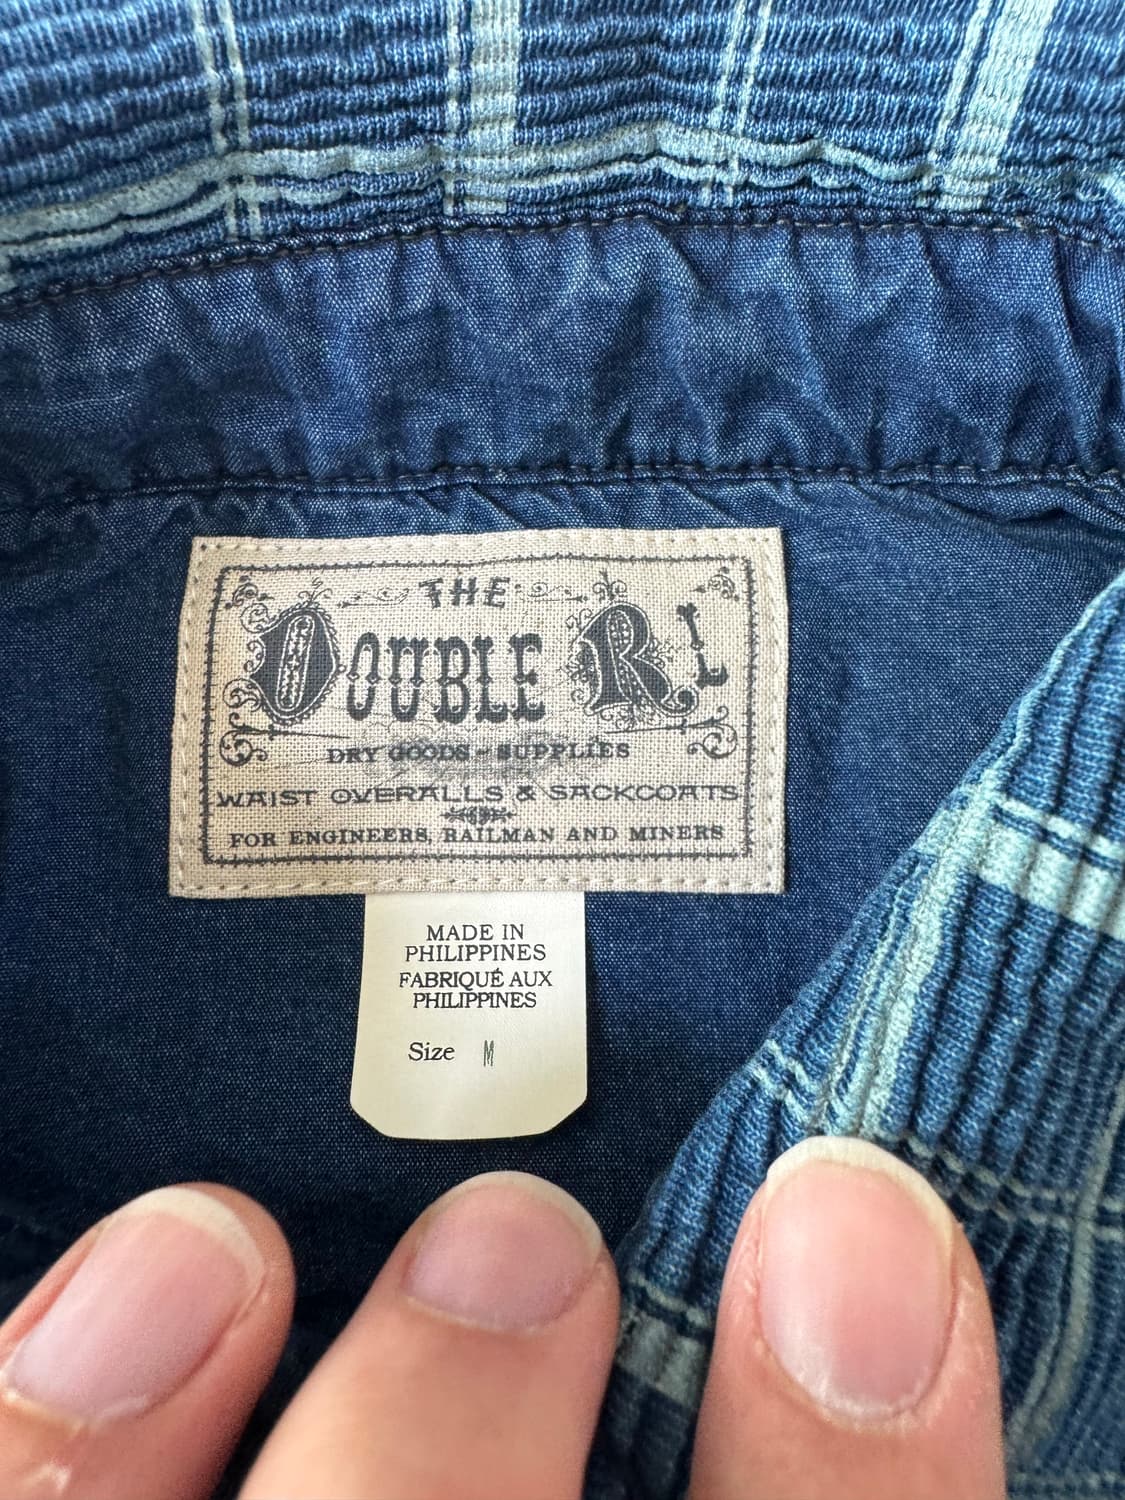 THE
DOUBLE RL
DRY GOODS - SUPPLIES
WAIST OVERALLS & SACKCOATS
FOR ENGINEERS, RAILMAN AND MINERS
MADE IN
PHILIPPINES
FABRIQUÉ AUX
PHILIPPINES
Size M